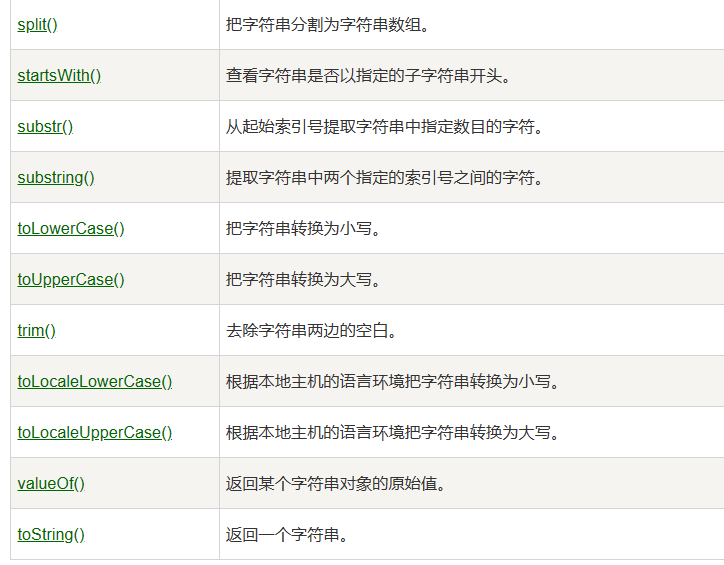 split() 把字符串分割为字符串数组。
startsWith() 查看字符串是否以指定的子字符串开头。
substr() 从起始索引号提取字符串中指定数目的字符。
substring() 提取字符串中两个指定的索引号之间的字符。
toLowerCase() 把字符串转换为小写。
toUpperCase() 把字符串转换为大写。
trim() 去除字符串两边的空白。
toLocaleLowerCase() 根据本地主机的语言环境把字符串转换为小写。
toLocaleUpperCase() 根据本地主机的语言环境把字符串转换为大写。
valueOf() 返回某个字符串对象的原始值。
toString() 返回一个字符串。